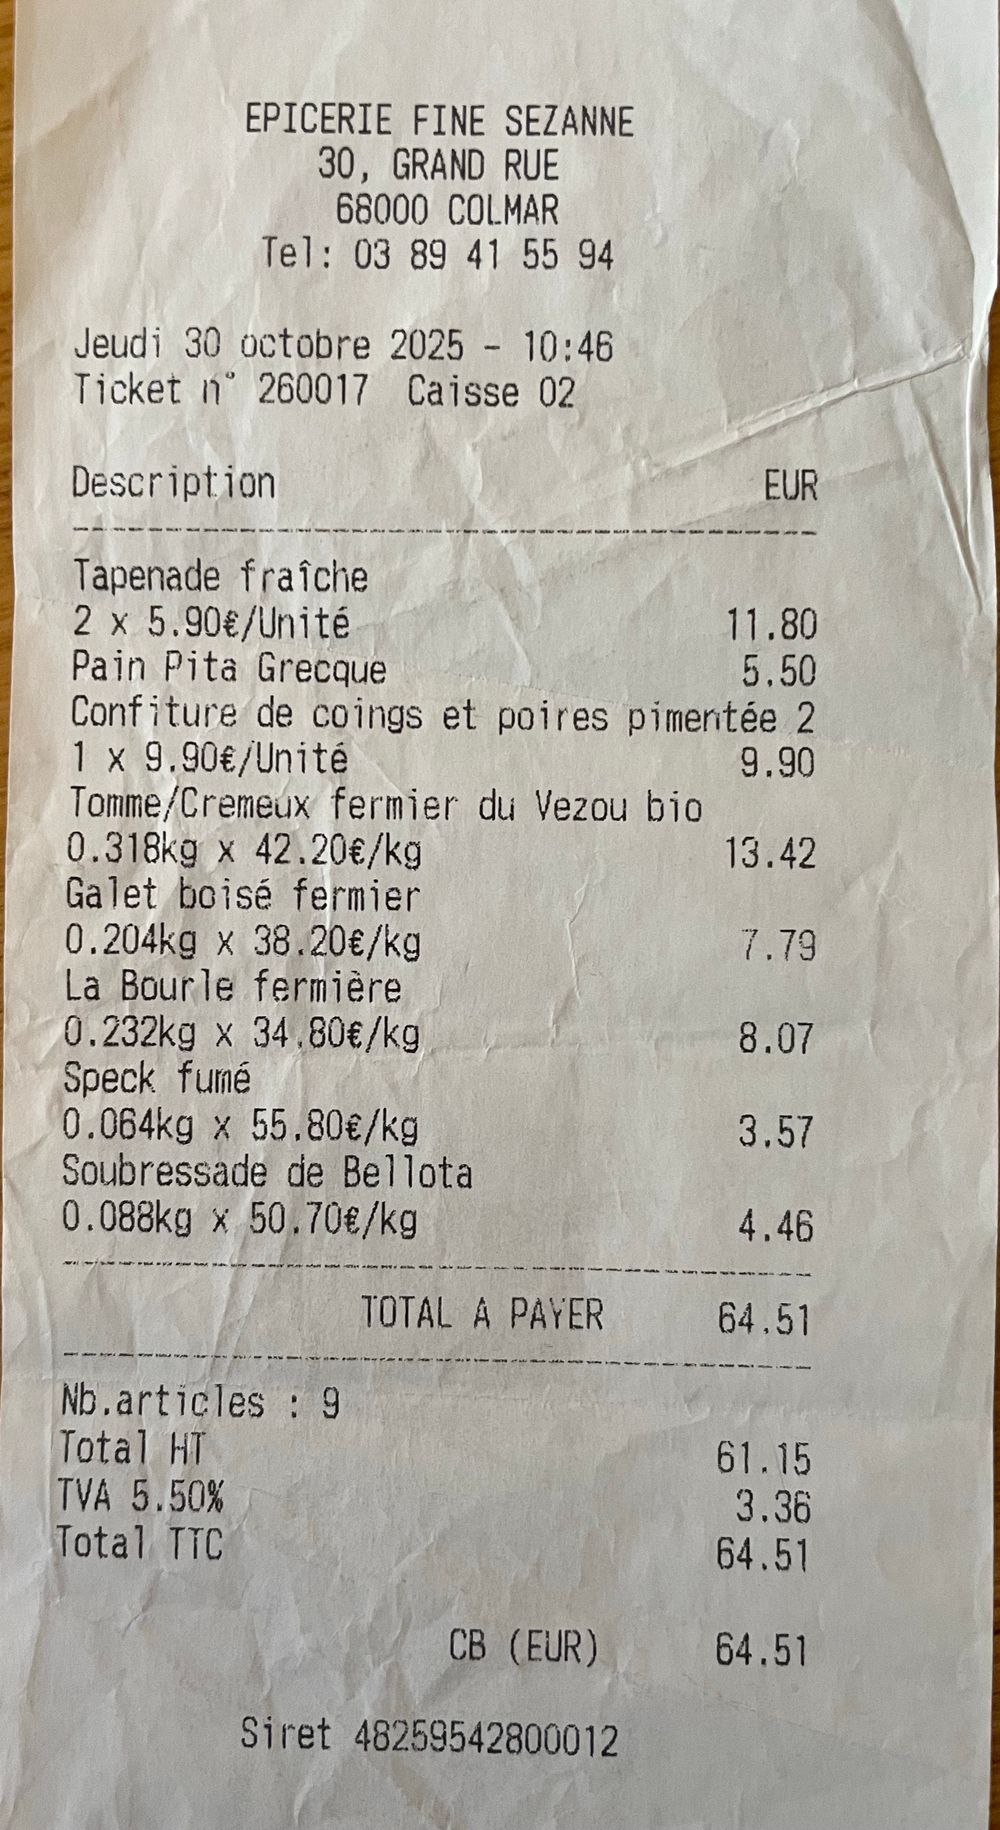 EPICERIE FINE SEZANNE
30, GRAND RUE
68000 COLMAR
Tel: 03 89 41 55 94
Jeudi 30 octobre 2025 - 10:46
Ticket n° 260017 Caisse 02
Description EUR
Tapenade fraîche
2 x 5.90€/Unité 11.80
Pain Pita Grecque 5.50
Confiture de coings et poires pimentée 2
1 x 9.90€/Unité 9.90
Tomme/Cremeux fermier du Vezou bio
0.318kg x 42.20€/kg 13.42
Galet boisé fermier
0.204kg x 38.20€/kg 7.79
La Bourle fermière
0.232kg x 34.80€/kg 8.07
Speck fumé
0.064kg x 55.80€/kg 3.57
Soubressade de Bellota
0.088kg x 50.70€/kg 4.46
TOTAL A PAYER 64.51
Nb.articles : 9
Total HT 61.15
TVA 5.50% 3.36
Total TTC 64.51
CB (EUR) 64.51
Siret 48259542800012